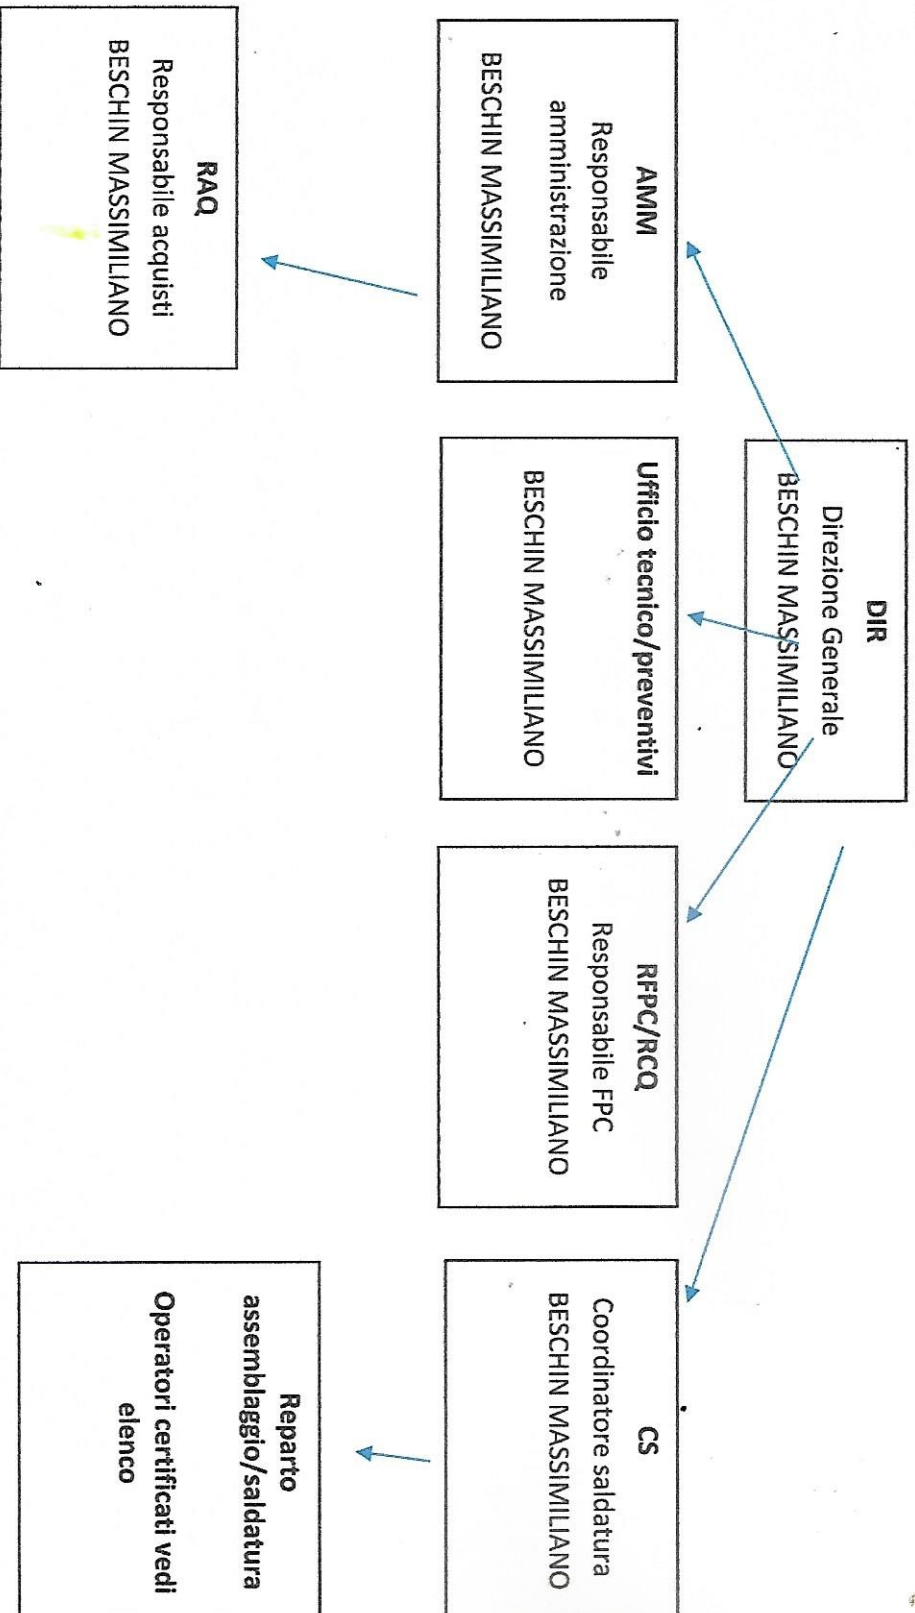 DIR
Direzione Generale
BESCHIN MASSIMILIANO
AMM
Responsabile
amministrazione
BESCHIN MASSIMILIANO
Ufficio tecnico/preventivi
BESCHIN MASSIMILIANO
RFPC/RCQ
Responsabile FPC
BESCHIN MASSIMILIANO
CS
Coordinatore saldatura
BESCHIN MASSIMILIANO
RAQ
Responsabile acquisti
BESCHIN MASSIMILIANO
Reparto
assemblaggio/saldatura
Operatori certificati vedi
elenco